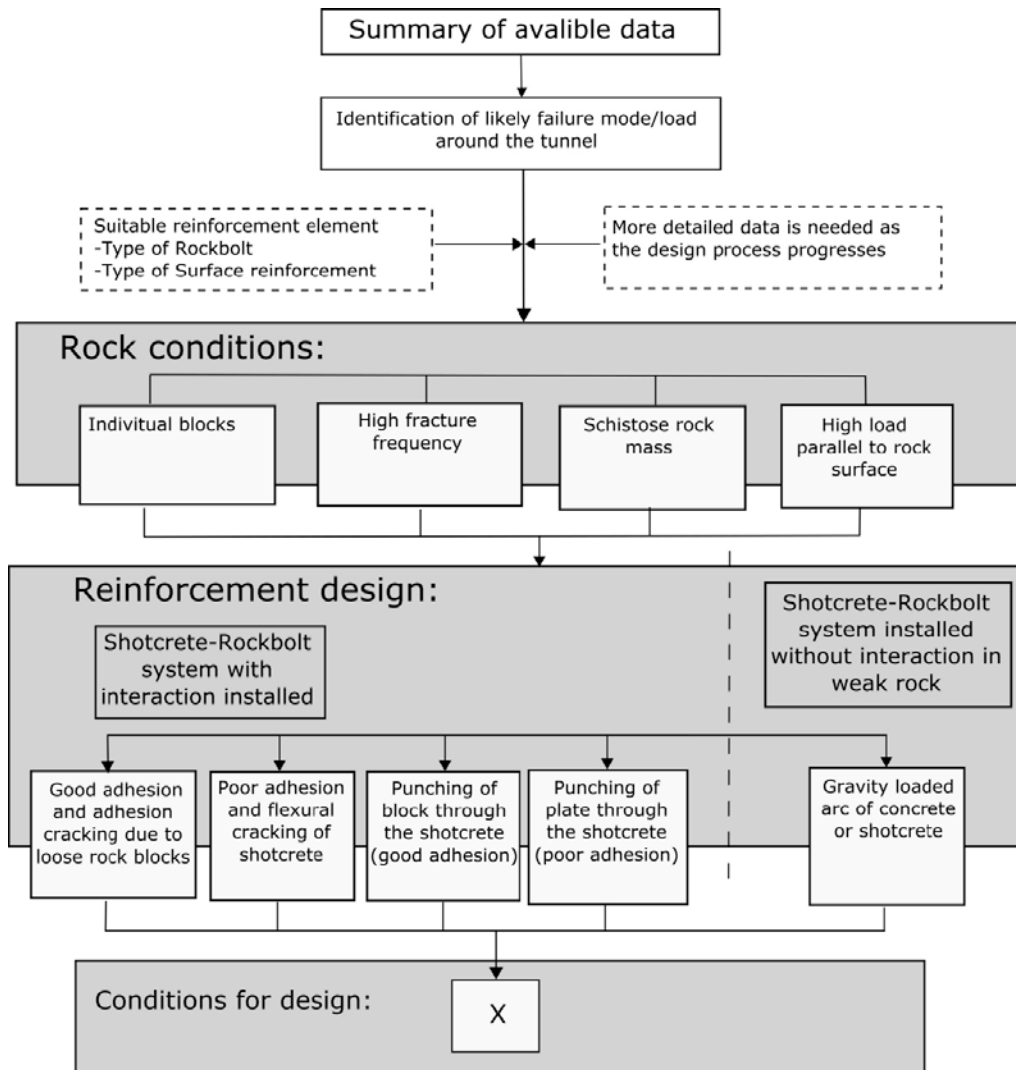 Summary of avalible data
Identification of likely failure mode/load
around the tunnel
Suitable reinforcement element
-Type of Rockbolt
-Type of Surface reinforcement
More detailed data is needed as
the design process progresses
Rock conditions:
Indivitual blocks
High fracture
frequency
Schistose rock
mass
High load
parallel to rock
surface
Reinforcement design:
Shotcrete-Rockbolt
system with
interaction installed
Shotcrete-Rockbolt
system installed
without interaction in
weak rock
Good adhesion
and adhesion
cracking due to
loose rock blocks
Poor adhesion
and flexural
cracking of
shotcrete
Punching of
block through
the shotcrete
(good adhesion)
Punching of
plate through
the shotcrete
(poor adhesion)
Gravity loaded
arc of concrete
or shotcrete
Conditions for design:
X